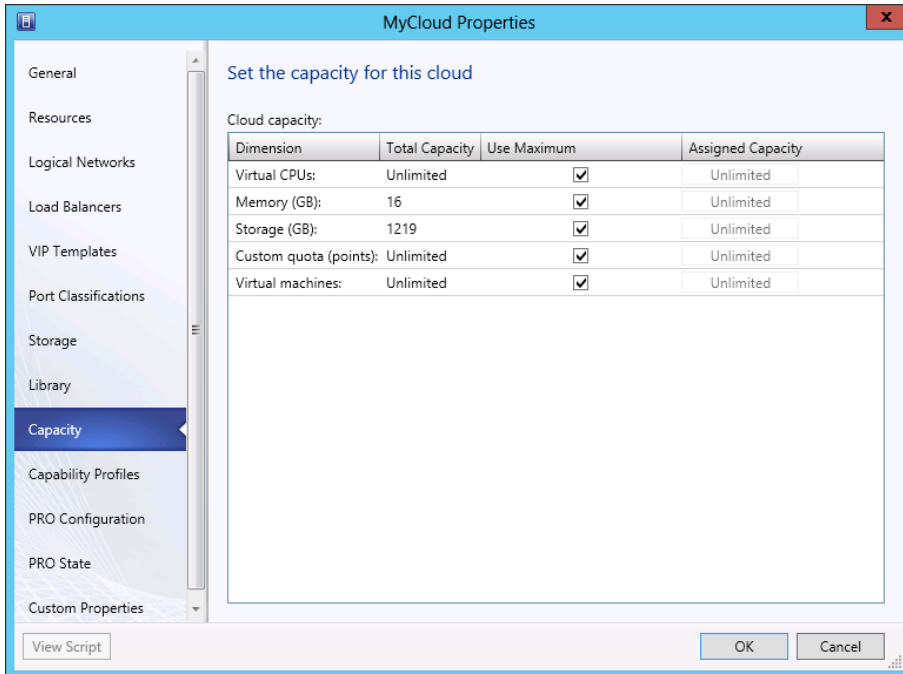 MyCloud Properties
x
General
Resources
Logical Networks
Load Balancers
VIP Templates
Port Classifications
Storage
Library
Capacity
Capability Profiles
PRO Configuration
PRO State
Custom Properties
Set the capacity for this cloud
Cloud capacity:
Dimension Total Capacity Use Maximum Assigned Capacity
Virtual CPUs: Unlimited Unlimited
Memory (GB): 16 Unlimited
Storage (GB): 1219 Unlimited
Custom quota (points): Unlimited Unlimited
Virtual machines: Unlimited Unlimited
View Script OK Cancel